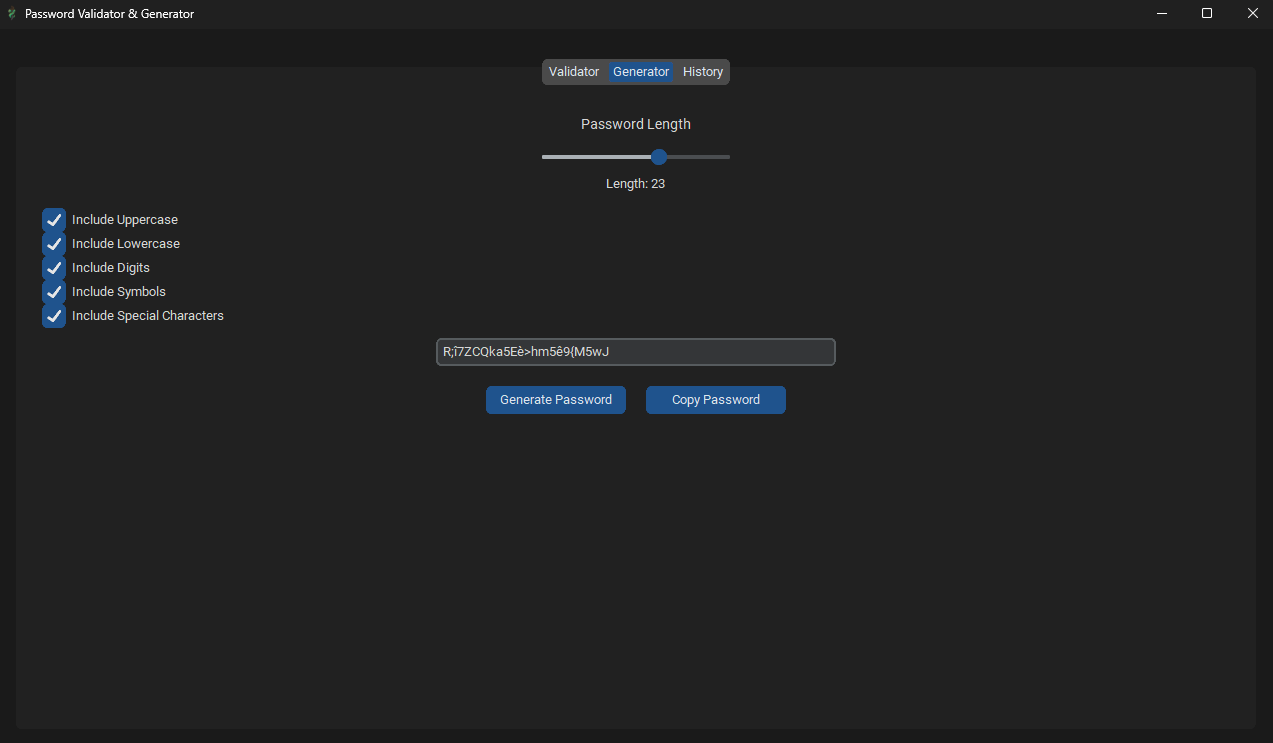 Password Validator & Generator
Validator Generator History
Password Length
Length: 23
Include Uppercase
Include Lowercase
Include Digits
Include Symbols
Include Special Characters
R;î7ZCQka5Eè>hm5ê9{M5wJ
Generate Password Copy Password